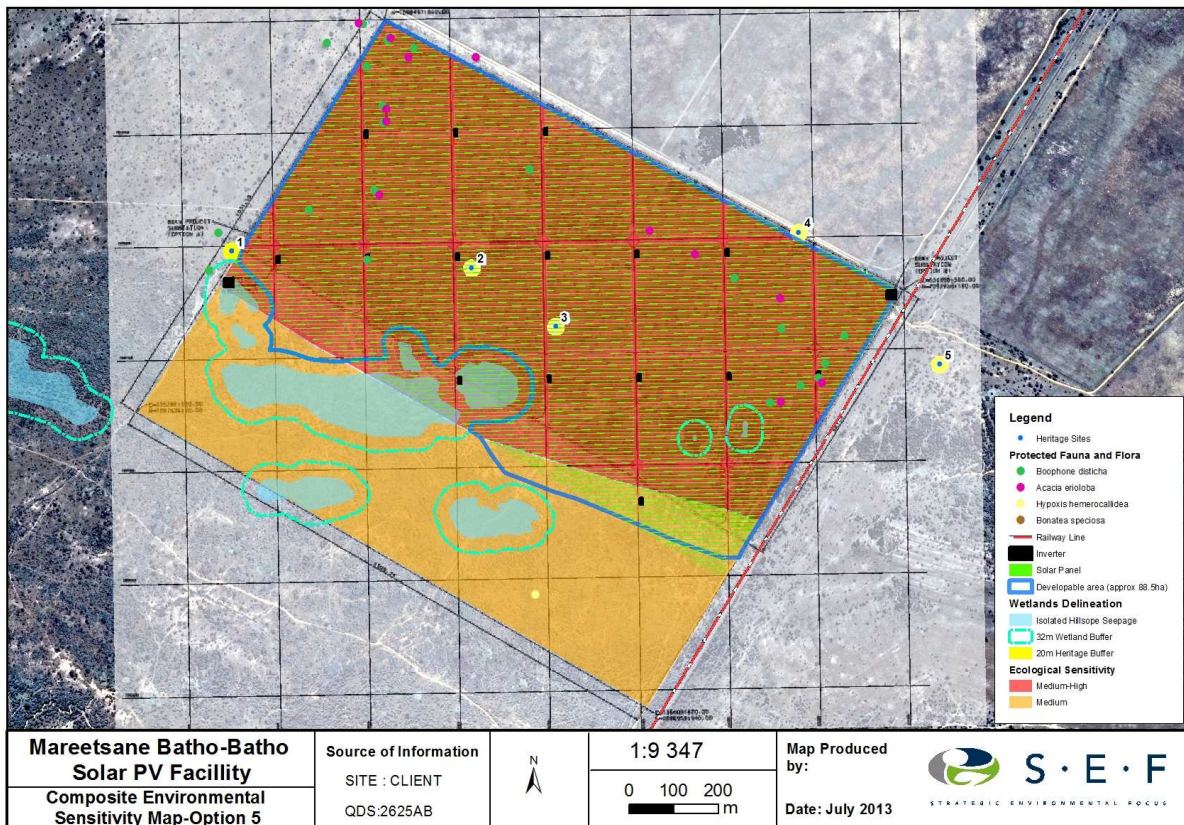 1
2
3
4
5
Legend
Heritage Sites
Protected Fauna and Flora
Boophone disticha
Acacia erioloba
Hypoxis hemerocallidea
Bonatea speciosa
Railway Line
Inverter
Solar Panel
Developable area (approx 88.5ha)
Wetlands Delineation
Isolated Hillsope Seepage
32m Wetland Buffer
20m Heritage Buffer
Ecological Sensitivity
Medium-High
Medium
Mareetsane Batho-Batho
Solar PV Facillity
Composite Environmental
Sensitivity Map-Option 5
Source of Information
SITE : CLIENT
QDS:2625AB
N
1:9 347
0 100 200
m
Map Produced
by:
Date: July 2013
S·E·F
STRATEGIC ENVIRONMENTAL FOCUS